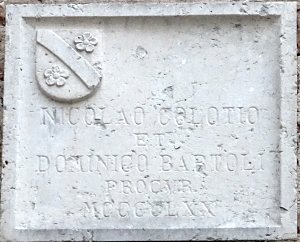 NICOLAO COLOTIO
ET
DOMINICO BARTOLI
PROCVR
MCCCCLXX